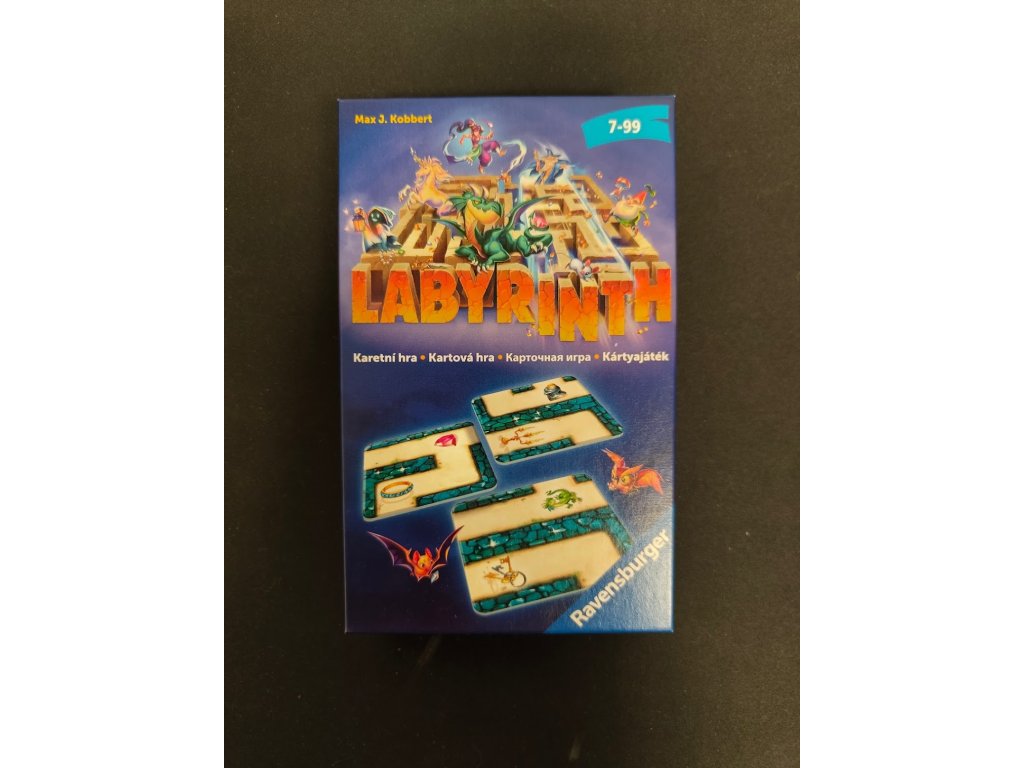 Max J. Kobbert
7-99
LABYRINTH
Karetní hra • Kartová hra • Карточная игра • Kártyajáték
Ravensburger